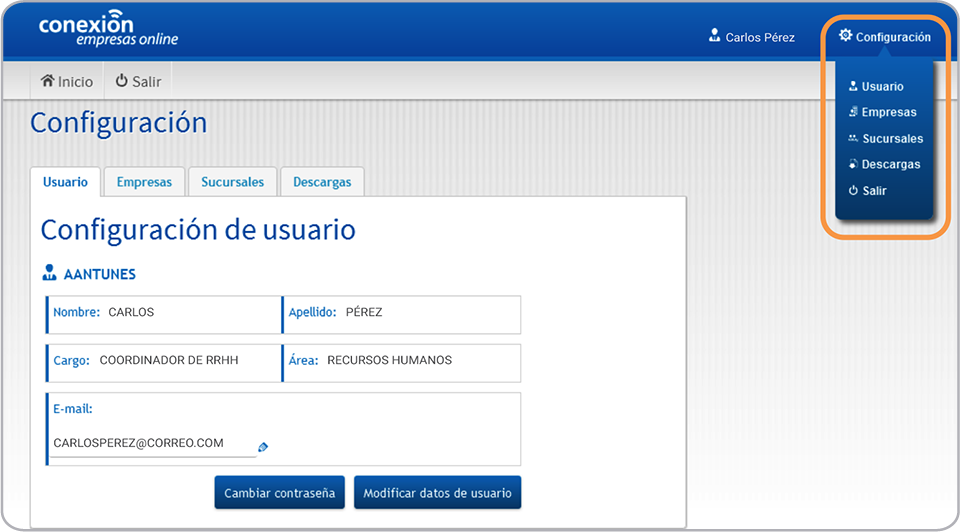 conexión
empresas online
Carlos Pérez
Configuración
Inicio
Salir
Usuario
Empresas
Sucursales
Descargas
Salir
Configuración
Usuario
Empresas
Sucursales
Descargas
Configuración de usuario
AANTUNES
Nombre: CARLOS
Apellido: PÉREZ
Cargo: COORDINADOR DE RRHH
Área: RECURSOS HUMANOS
E-mail:
CARLOSPEREZ@CORREO.COM
Cambiar contraseña
Modificar datos de usuario